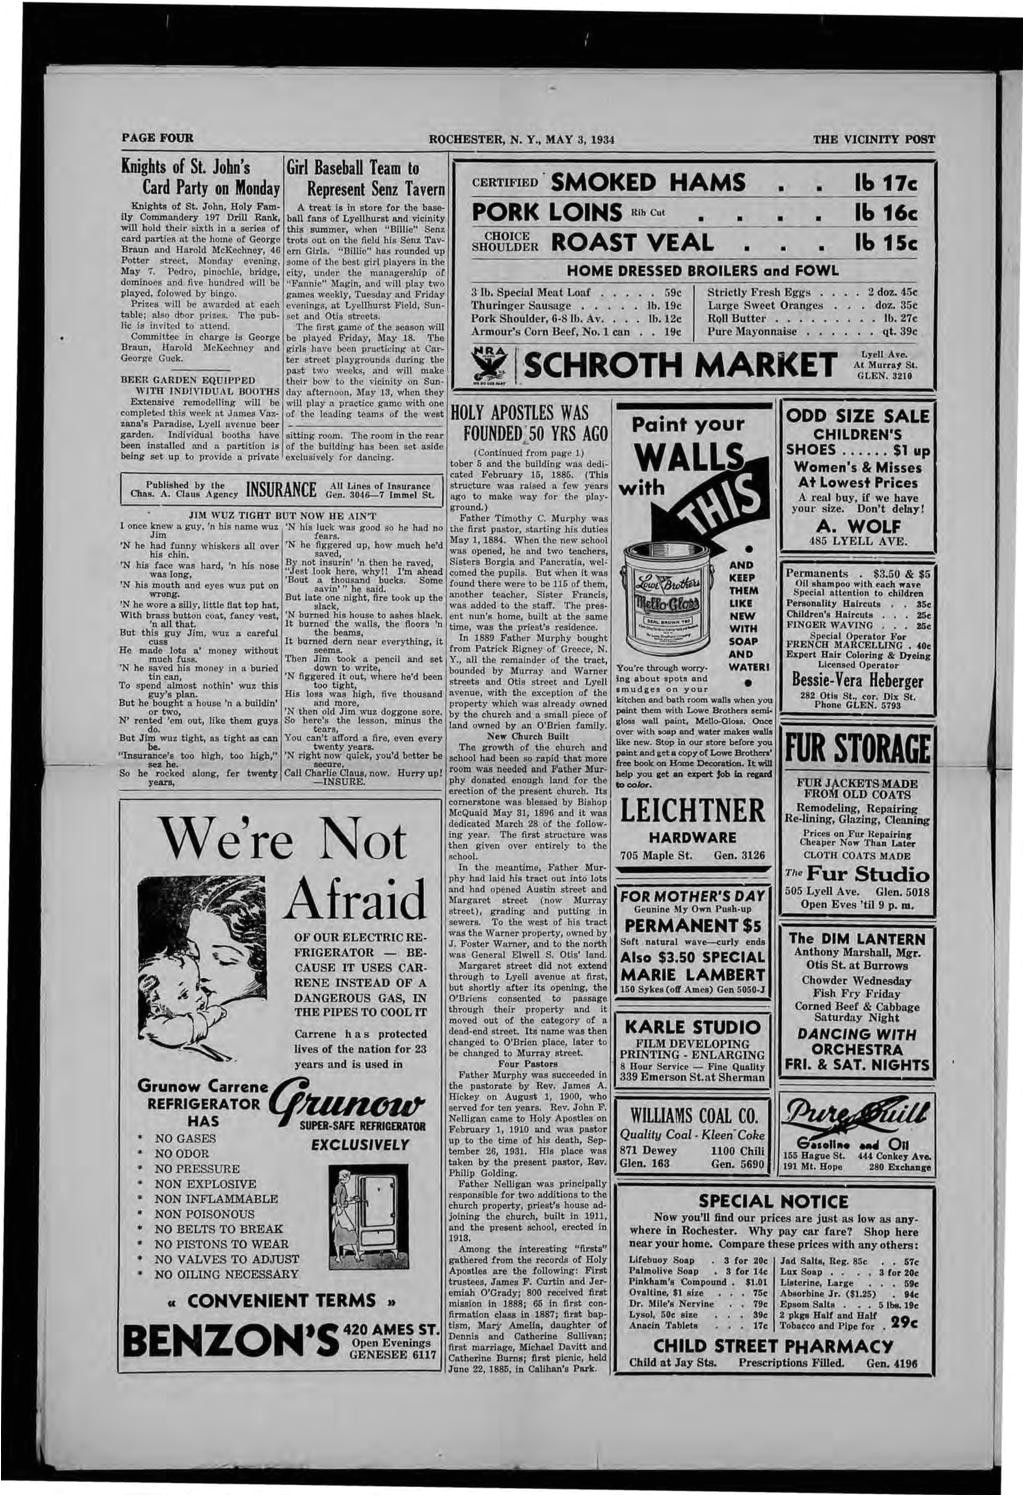 PAGE FOUR
ROCHESTER, N. Y., MAY 3, 1934
THE VICINITY POST
Knights of St. John's
Card Party on Monday
Knights of St. John, Holy Fam-
ily Commandery 197 Drill Rank,
will hold their sixth in a series of
card parties at the home of George
Braun and Harold McKechney, 46
Potter street, Monday evening,
May 7. Pedro, pinochle, bridge,
dominoes and five hundred will be
played, folowed by bingo.
Prizes will be awarded at each
table; also door prizes. The pub-
lic is invited to attend.
Committee in charge is George
Braun, Harold McKechney and
George Guck.
BEER GARDEN EQUIPPED
WITH INDIVIDUAL BOOTHS
Extensive remodelling will be
completed this week at James Vaz-
zana's Paradise, Lyell avenue beer
garden. Individual booths have
been installed and a partition is
being set up to provide a private
Girl Baseball Team to
Represent Senz Tavern
A treat is in store for the base-
ball fans of Lyellhurst and vicinity
this summer, when "Billie" Senz
trots out on the field his Senz Tav-
ern Girls. "Billie" has rounded up
some of the best girl players in the
city, under the managership of
"Fannie" Magin, and will play two
games weekly, Tuesday and Friday
evenings, at Lyellhurst Field, Sun-
set and Otis streets.
The first game of the season will
be played Friday, May 18. The
girls have been practicing at Car-
ter street playgrounds during the
past two weeks, and will make
their bow to the vicinity on Sun-
day afternoon, May 13, when they
will play a practice game with one
of the leading teams of the west
sitting room. The room in the rear
of the building has been set aside
exclusively for dancing.
Published by the
Chas. A. Claus Agency
INSURANCE
All Lines of Insurance
Gen. 3046—7 Immel St.
JIM WUZ TIGHT BUT NOW HE AIN'T
I once knew a guy, 'n his name wuz
Jim
'N he had funny whiskers all over
his chin.
'N his face was hard, 'n his nose
was long,
'N his mouth and eyes wuz put on
wrong.
'N he wore a silly, little flat top hat,
With brass button coat, fancy vest,
'n all that.
But this guy Jim, wuz a careful
cuss
He made lots a' money without
much fuss.
'N he saved his money in a buried
tin can,
To spend almost nothin' wuz this
guy's plan.
But he bought a house 'n a buildin'
or two,
N' rented 'em out, like them guys
do.
But Jim wuz tight, as tight as can
be.
"Insurance's too high, too high,"
sez he.
So he rocked along, fer twenty
years,
'N his luck was good so he had no
fears.
'N he figgered up, how much he'd
saved,
By not insurin' 'n then he raved,
"Jest look here, why!! I'm ahead
'Bout a thousand bucks. Some
savin'" he said.
But late one night, fire took up the
slack,
'N burned his house to ashes black.
It burned the walls, the floors 'n
the beams,
It burned dern near everything, it
seems.
Then Jim took a pencil and set
down to write,
'N figgered it out, where he'd been
too tight,
His loss was high, five thousand
and more,
'N then old Jim wuz doggone sore.
So here's the lesson, minus the
tears,
You can't afford a fire, even every
twenty years.
'N right now quick, you'd better be
secure,
Call Charlie Claus, now. Hurry up!
—INSURE.
We're Not
Afraid
OF OUR ELECTRIC RE-
FRIGERATOR — BE-
CAUSE IT USES CAR-
RENE INSTEAD OF A
DANGEROUS GAS, IN
THE PIPES TO COOL IT
Carrene has protected
lives of the nation for 23
years and is used in
Grunow Carrene
REFRIGERATOR
HAS
Grunow
SUPER-SAFE REFRIGERATOR
EXCLUSIVELY
* NO GASES
* NO ODOR
* NO PRESSURE
* NON EXPLOSIVE
* NON INFLAMMABLE
* NON POISONOUS
* NO BELTS TO BREAK
* NO PISTONS TO WEAR
* NO VALVES TO ADJUST
* NO OILING NECESSARY
« CONVENIENT TERMS »
BENZON'S
420 AMES ST.
Open Evenings
GENESEE 6117
CERTIFIED SMOKED HAMS . . lb 17c
PORK LOINS Rib Cut . . . . lb 16c
CHOICE
SHOULDER ROAST VEAL . . . lb 15c
HOME DRESSED BROILERS and FOWL
3 lb. Special Meat Loaf . . . . . 59c
Thuringer Sausage . . . . . . lb. 19c
Pork Shoulder, 6-8 lb. Av. . . . lb. 12c
Armour's Corn Beef, No. 1 can . . 19c
Strictly Fresh Eggs . . . . 2 doz. 45c
Large Sweet Oranges . . . . doz. 35c
Roll Butter . . . . . . . . . lb. 27c
Pure Mayonnaise . . . . . . qt. 39c
NRA
WE DO OUR PART
SCHROTH MARKET
Lyell Ave.
At Murray St.
GLEN. 3210
HOLY APOSTLES WAS
FOUNDED 50 YRS AGO
(Continued from page 1)
tober 5 and the building was dedi-
cated February 15, 1885. (This
structure was raised a few years
ago to make way for the play-
ground.)
Father Timothy C. Murphy was
the first pastor, starting his duties
May 1, 1884. When the new school
was opened, he and two teachers,
Sisters Borgia and Pancratia, wel-
comed the pupils. But when it was
found there were to be 115 of them,
another teacher, Sister Francis,
was added to the staff. The pres-
ent nun's home, built at the same
time, was the priest's residence.
In 1889 Father Murphy bought
from Patrick Rigney of Greece, N.
Y., all the remainder of the tract,
bounded by Murray and Warner
streets and Otis street and Lyell
avenue, with the exception of the
property which was already owned
by the church and a small piece of
land owned by an O'Brien family.
New Church Built
The growth of the church and
school had been so rapid that more
room was needed and Father Mur-
phy donated enough land for the
erection of the present church. Its
cornerstone was blessed by Bishop
McQuaid May 31, 1896 and it was
dedicated March 28 of the follow-
ing year. The first structure was
then given over entirely to the
school.
In the meantime, Father Mur-
phy had laid his tract out into lots
and had opened Austin street and
Margaret street (now Murray
street), grading and putting in
sewers. To the west of his tract
was the Warner property, owned by
J. Foster Warner, and to the north
was General Elwell S. Otis' land.
Margaret street did not extend
through to Lyell avenue at first,
but shortly after its opening, the
O'Briens consented to passage
through their property and it
moved out of the category of a
dead-end street. Its name was then
changed to O'Brien place, later to
be changed to Murray street.
Four Pastors
Father Murphy was succeeded in
the pastorate by Rev. James A.
Hickey on August 1, 1900, who
served for ten years. Rev. John F.
Nelligan came to Holy Apostles on
February 1, 1910 and was pastor
up to the time of his death, Sep-
tember 26, 1931. His place was
taken by the present pastor, Rev.
Philip Golding.
Father Nelligan was principally
responsible for two additions to the
church property, priest's house ad-
joining the church, built in 1911,
and the present school, erected in
1913.
Among the interesting "firsts"
gathered from the records of Holy
Apostles are the following: First
trustees, James F. Curtin and Jer-
emiah O'Grady; 800 received first
mission in 1888; 65 in first con-
firmation class in 1887; first bap-
tism, Mary Amelia, daughter of
Dennis and Catherine Sullivan;
first marriage, Michael Davitt and
Catherine Burns; first picnic, held
June 22, 1885, in Calihan's Park.
Paint your
WALLS
with
THIS
Lowe Brothers
Mello-Gloss
SEAL BROWN
AND
KEEP
THEM
LIKE
NEW
WITH
SOAP
AND
WATER!
You're through worry-
ing about spots and
smudges on your
kitchen and bath room walls when you
paint them with Lowe Brothers semi-
gloss wall paint, Mello-Gloss. Once
over with soap and water makes walls
like new. Stop in our store before you
paint and get a copy of Lowe Brothers'
free book on Home Decoration. It will
help you get an expert job in regard
to color.
LEICHTNER
HARDWARE
705 Maple St. Gen. 3126
FOR MOTHER'S DAY
Geunine My Own Push-up
PERMANENT $5
Soft natural wave—curly ends
Also $3.50 SPECIAL
MARIE LAMBERT
150 Sykes (off Ames) Gen 5050-J
KARLE STUDIO
FILM DEVELOPING
PRINTING - ENLARGING
8 Hour Service — Fine Quality
339 Emerson St. at Sherman
WILLIAMS COAL CO.
Quality Coal - Kleen Coke
871 Dewey 1100 Chili
Glen. 163 Gen. 5690
ODD SIZE SALE
CHILDREN'S
SHOES . . . . . . $1 up
Women's & Misses
At Lowest Prices
A real buy, if we have
your size. Don't delay!
A. WOLF
485 LYELL AVE.
Permanents . $3.50 & $5
Oil shampoo with each wave
Special attention to children
Personality Haircuts . . 35c
Children's Haircuts . . . 25c
FINGER WAVING . . . 25c
Special Operator For
FRENCH MARCELLING . 40c
Expert Hair Coloring & Dyeing
Licensed Operator
Bessie-Vera Heberger
282 Otis St., cor. Dix St.
Phone GLEN. 5793
FUR STORAGE
FUR JACKETS MADE
FROM OLD COATS
Remodeling, Repairing
Re-lining, Glazing, Cleaning
Prices on Fur Repairing
Cheaper Now Than Later
CLOTH COATS MADE
The Fur Studio
505 Lyell Ave. Glen. 5018
Open Eves 'til 9 p. m.
The DIM LANTERN
Anthony Marshall, Mgr.
Otis St. at Burrows
Chowder Wednesday
Fish Fry Friday
Corned Beef & Cabbage
Saturday Night
DANCING WITH
ORCHESTRA
FRI. & SAT. NIGHTS
Pure Built
Gasoline and Oil
155 Hague St. 444 Conkey Ave.
191 Mt. Hope 280 Exchange
SPECIAL NOTICE
Now you'll find our prices are just as low as any-
where in Rochester. Why pay car fare? Shop here
near your home. Compare these prices with any others:
Lifebuoy Soap . 3 for 20c
Palmolive Soap . 3 for 14c
Pinkham's Compound . $1.01
Ovaltine, $1 size . . . 75c
Dr. Mile's Nervine . . 79c
Lysol, 50c size . . . 39c
Anacin Tablets . . . 17c
Jad Salts, Reg. 85c . . 57c
Lux Soap . . . . 3 for 20c
Listerine, Large . . . 59c
Absorbine Jr. ($1.25) . 94c
Epsom Salts . . . 5 lbs. 19c
2 pkgs Half and Half
Tobacco and Pipe for . 29c
CHILD STREET PHARMACY
Child at Jay Sts. Prescriptions Filled. Gen. 4196